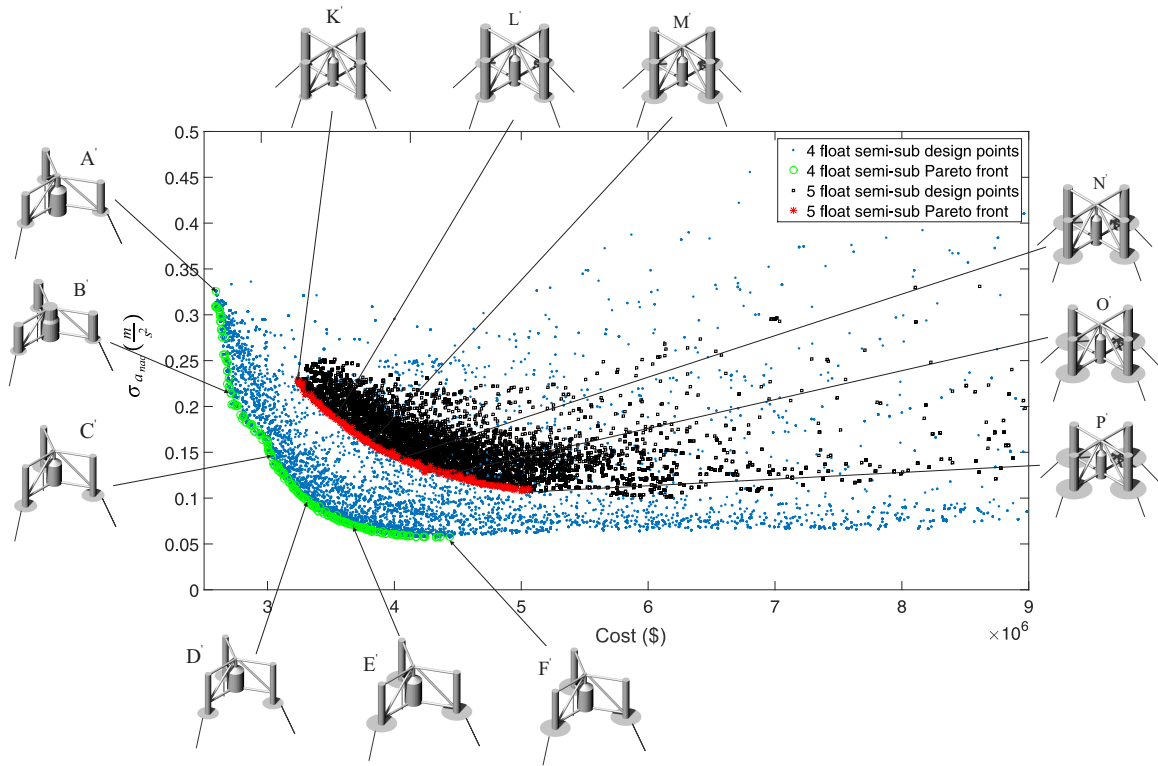 K'
L'
M'
A'
B'
C'
N'
O'
P'
D'
E'
F'
4 float semi-sub design points
4 float semi-sub Pareto front
5 float semi-sub design points
5 float semi-sub Pareto front
0.5
0.45
0.4
0.35
0.3
0.25
0.2
0.15
0.1
0.05
0
3
4
5
6
7
8
9
×10⁶
Cost ($)